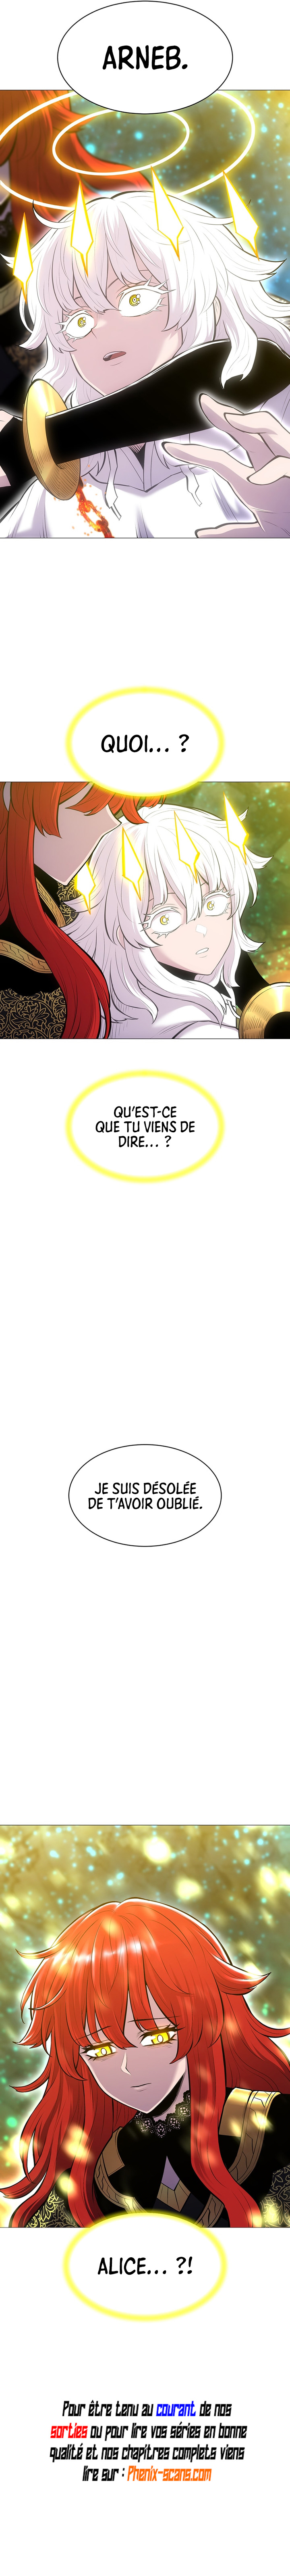 ARNEB.
QUOI... ?
QU'EST-CE
QUE TU VIENS DE
DIRE... ?
JE SUIS DÉSOLÉE
DE T'AVOIR OUBLIÉ.
ALICE... ?!
Pour être tenu au courant de nos
sorties ou pour lire vos séries en bonne
qualité et nos chapitres complets viens
lire sur : Phenix-scans.com